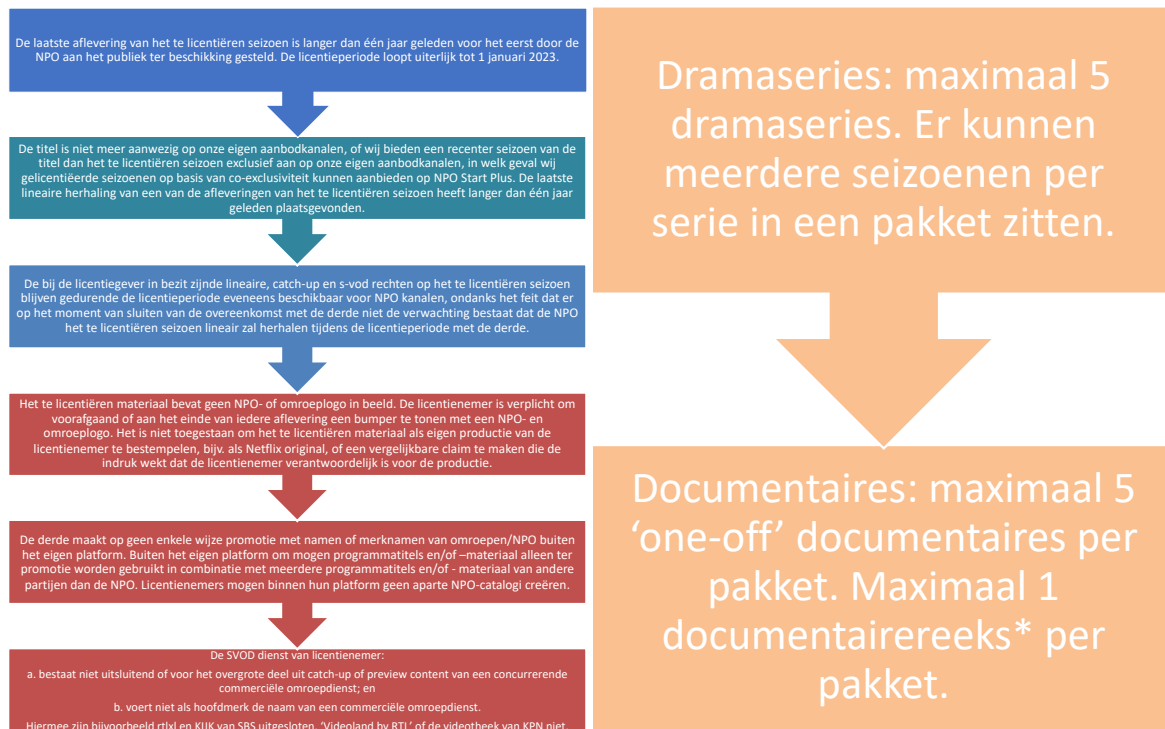 De laatste aflevering van het te licentiëren seizoen is langer dan één jaar geleden voor het eerst door de
NPO aan het publiek ter beschikking gesteld. De licentieperiode loopt uiterlijk tot 1 januari 2023.
De titel is niet meer aanwezig op onze eigen aanbodkanalen, of wij bieden een recenter seizoen van de
titel dan het te licentiëren seizoen exclusief aan op onze eigen aanbodkanalen, in welk geval wij
gelicentiëerde seizoenen op basis van co-exclusiviteit kunnen aanbieden op NPO Start Plus. De laatste
lineaire herhaling van een van de afleveringen van het te licentiëren seizoen heeft langer dan één jaar
geleden plaatsgevonden.
De bij de licentiegever in bezit zijnde lineaire, catch-up en s-vod rechten op het te licentiëren seizoen
blijven gedurende de licentieperiode eveneens beschikbaar voor NPO kanalen, ondanks het feit dat er
op het moment van sluiten van de overeenkomst met de derde niet de verwachting bestaat dat de NPO
het te licentiëren seizoen lineair zal herhalen tijdens de licentieperiode met de derde.
Het te licentiëren materiaal bevat geen NPO- of omroeplogo in beeld. De licentienemer is verplicht om
voorafgaand of aan het einde van iedere aflevering een bumper te tonen met een NPO- en
omroeplogo. Het is niet toegestaan om het te licentiëren materiaal als eigen productie van de
licentienemer te bestempelen, bijv. als Netflix original, of een vergelijkbare claim te maken die de
indruk wekt dat de licentienemer verantwoordelijk is voor de productie.
De derde maakt op geen enkele wijze promotie met namen of merknamen van omroepen/NPO buiten
het eigen platform. Buiten het eigen platform om mogen programmatitels en/of –materiaal alleen ter
promotie worden gebruikt in combinatie met meerdere programmatitels en/of - materiaal van andere
partijen dan de NPO. Licentienemers mogen binnen hun platform geen aparte NPO-catalogi creëren.
De SVOD dienst van licentienemer:
a. bestaat niet uitsluitend of voor het overgrote deel uit catch-up of preview content van een concurrerende
commerciële omroepdienst; en
b. voert niet als hoofdmerk de naam van een commerciële omroepdienst.
Hiermee zijn bijvoorbeeld rtlxl en KIJK van SBS uitgesloten, 'Videoland by RTL' of de videotheek van KPN niet.
Dramaseries: maximaal 5
dramaseries. Er kunnen
meerdere seizoenen per
serie in een pakket zitten.
Documentaires: maximaal 5
‘one-off’ documentaires per
pakket. Maximaal 1
documentairereeks* per
pakket.